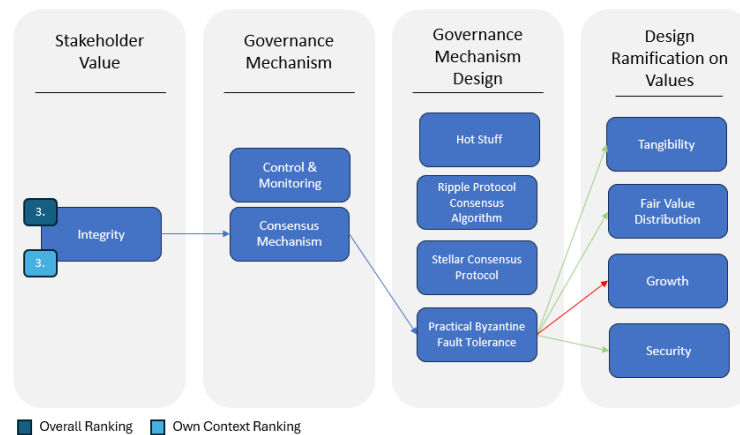 Stakeholder
Value
Governance
Mechanism
Governance
Mechanism
Design
Design
Ramification on
Values
3.
Integrity
3.
Control &
Monitoring
Consensus
Mechanism
Hot Stuff
Ripple Protocol
Consensus
Algorithm
Stellar Consensus
Protocol
Practical Byzantine
Fault Tolerance
Tangibility
Fair Value
Distribution
Growth
Security
Overall Ranking
Own Context Ranking